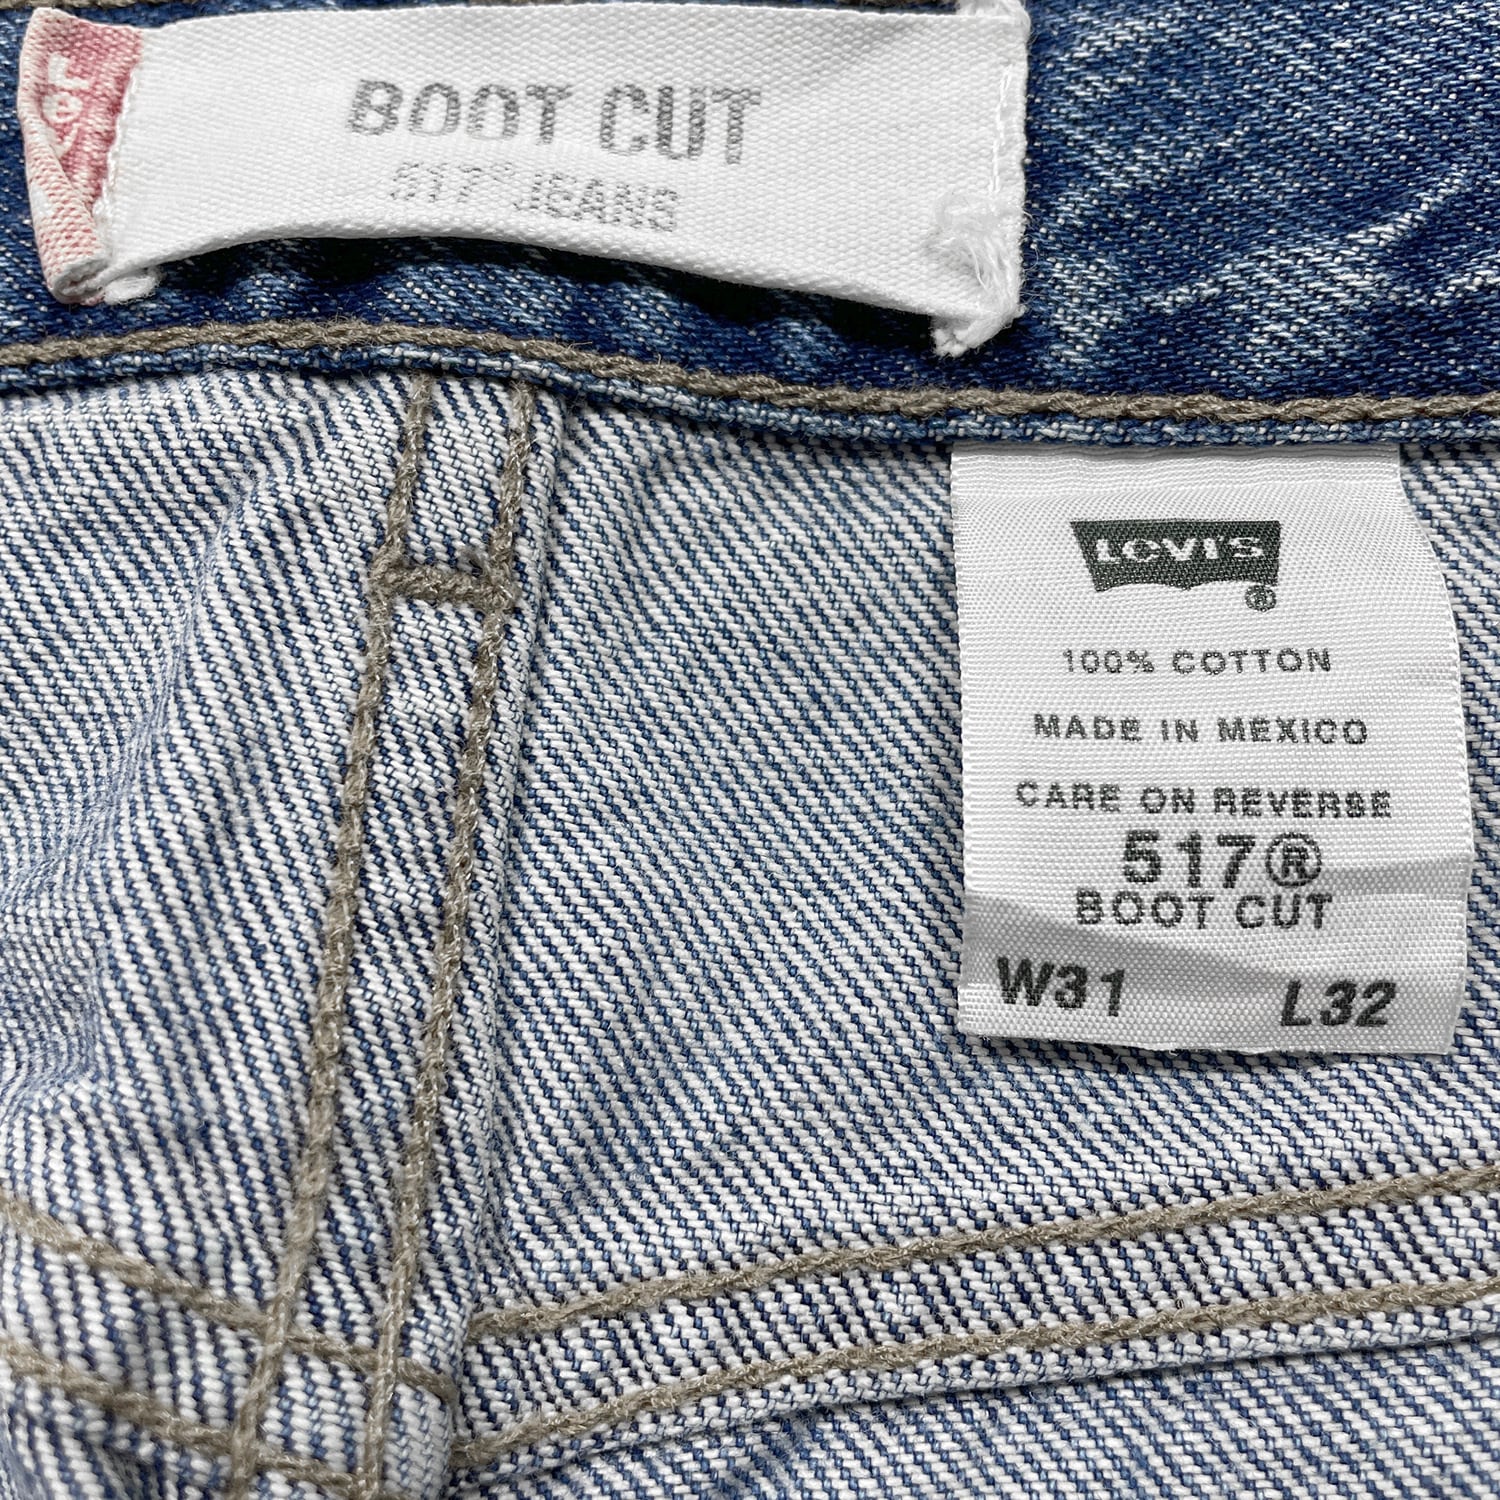 BOOT CUT
517® JEANS
LEVI'S
®
100% COTTON
MADE IN MEXICO
CARE ON REVERSE
517®
BOOT CUT
W31 L32